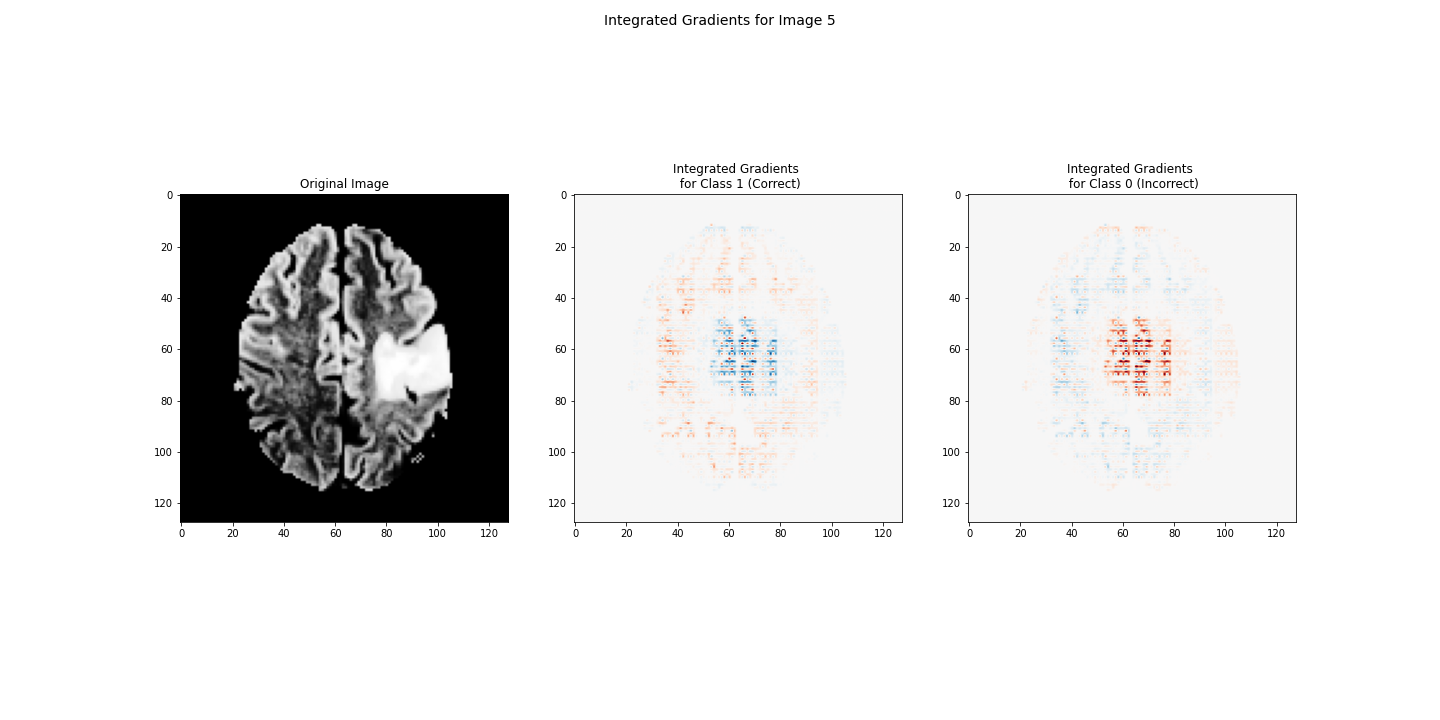 Integrated Gradients for Image 5
Original Image
0
20
40
60
80
100
120
0 20 40 60 80 100 120
Integrated Gradients
for Class 1 (Correct)
0
20
40
60
80
100
120
0 20 40 60 80 100 120
Integrated Gradients
for Class 0 (Incorrect)
0
20
40
60
80
100
120
0 20 40 60 80 100 120